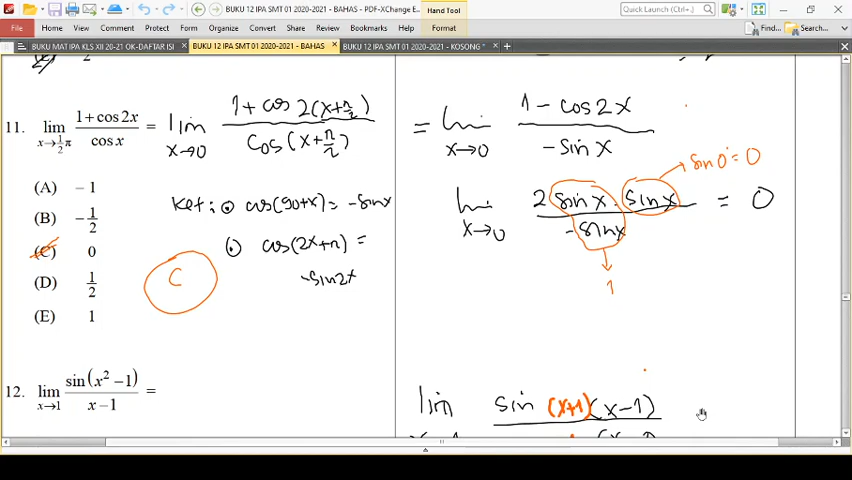 BUKU 12 IPA SMT 01 2020-2021 - BAHAS - PDF-XChange E
Hand Tool
Quick Launch (Ctrl+.)
File Home Convert Edit Organize Comment View Protect Form Share Review Bookmarks Help Format Find... Search...
BUKU MAT IPA KLS XII 20-21 OK-DAFTAR ISI × BUKU 12 IPA SMT 01 2020-2021 - BAHAS × BUKU 12 IPA SMT 01 2020-2021 - KOSONG * ×
11. lim x→½π (1 + cos 2x)/(cos x) = lim x→0 (1 + cos 2(x+π/2))/(cos(x+π/2))
(A) −1
(B) −1/2
(C) 0
(D) 1/2
(E) 1
Ket: • cos(90+x) = -sin x
• cos(2x+π) =
-sin 2x
C
= lim x→0 (1 − cos 2x)/(−sin x)
sin 0° = 0
lim x→0 (2 sin x . sin x)/(−sin x) = 0
1
12. lim x→1 sin(x² −1)/(x −1) =
lim sin (x+1)(x−1)